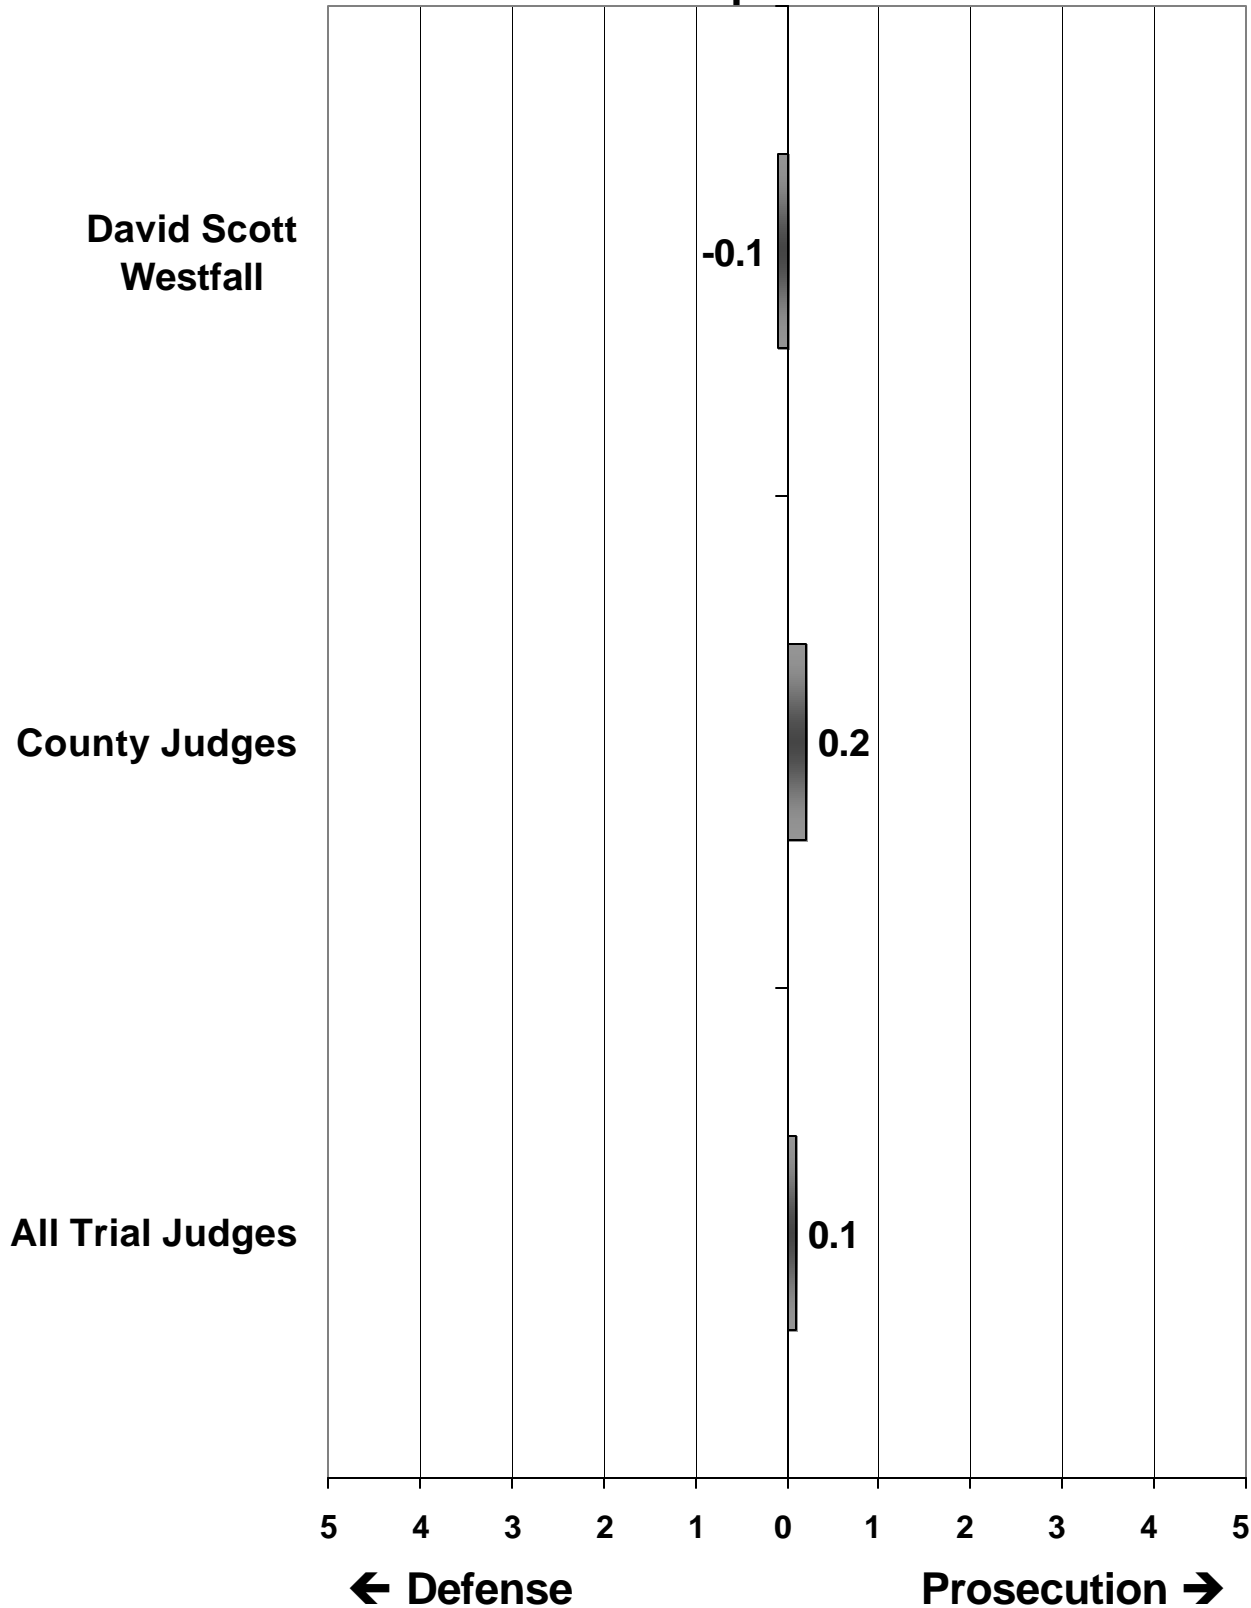 David Scott
Westfall
-0.1
County Judges
0.2
All Trial Judges
0.1
5 4 3 2 1 0 1 2 3 4 5
← Defense Prosecution →